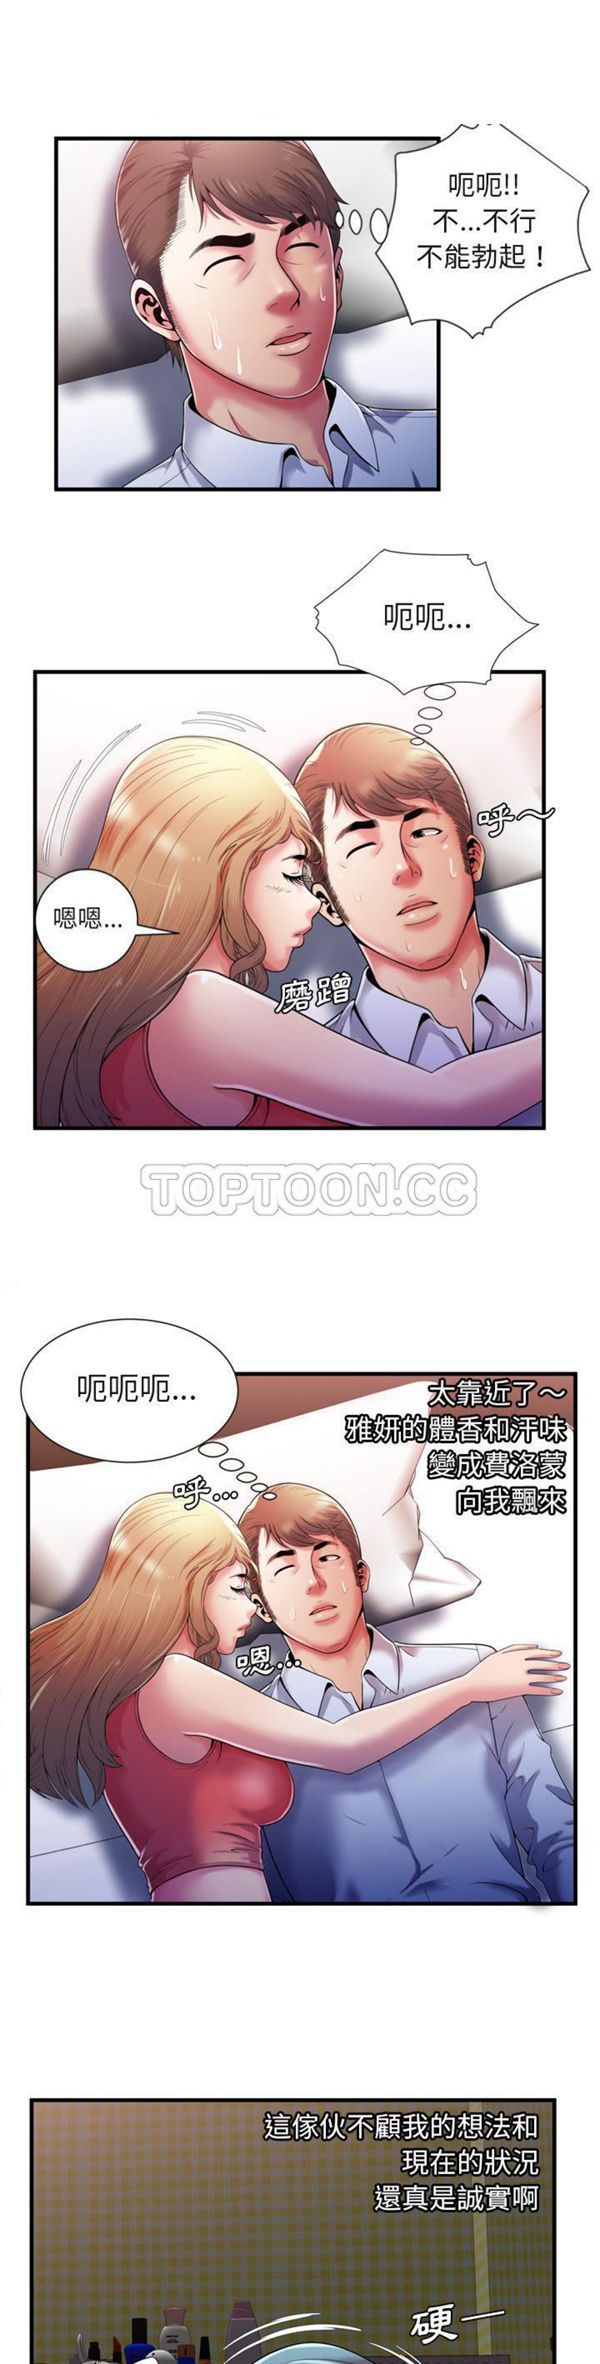 呃呃!!
不...不行
不能勃起！
呃呃...
呼～
嗯嗯...
磨蹭
TOPTOON.CC
呃呃呃...
太靠近了～
雅妍的體香和汗味
變成費洛蒙
向我飄來
呼...
嗯...
這傢伙不顧我的想法和
現在的狀況
還真是誠實啊
硬一